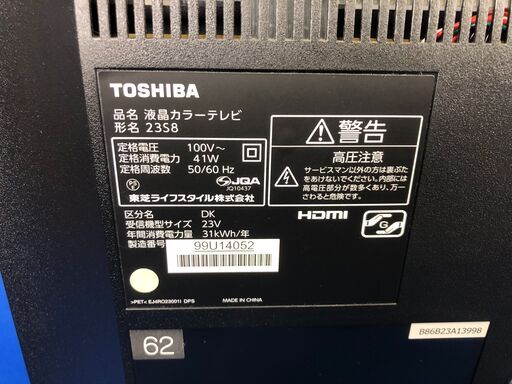 TOSHIBA
品名 液晶カラーテレビ
形名 23S8
定格電圧 100V～
定格消費電力 41W
定格周波数 50/60 Hz
PS E
JQA
JQ10437
東芝ライフスタイル株式会社
警告
高圧注意
サービスマン以外の方は裏ぶた
をあけないでください。内部には
高電圧部分が数多くあり、万一
さわると危険です。
区分名 DK
受信機型サイズ 23V
年間消費電力量 31kWh/年
製造番号 99U14052
HDMI
G
>PET< EJ4RO23001I DPS MADE IN CHINA
62
B86B23A13998